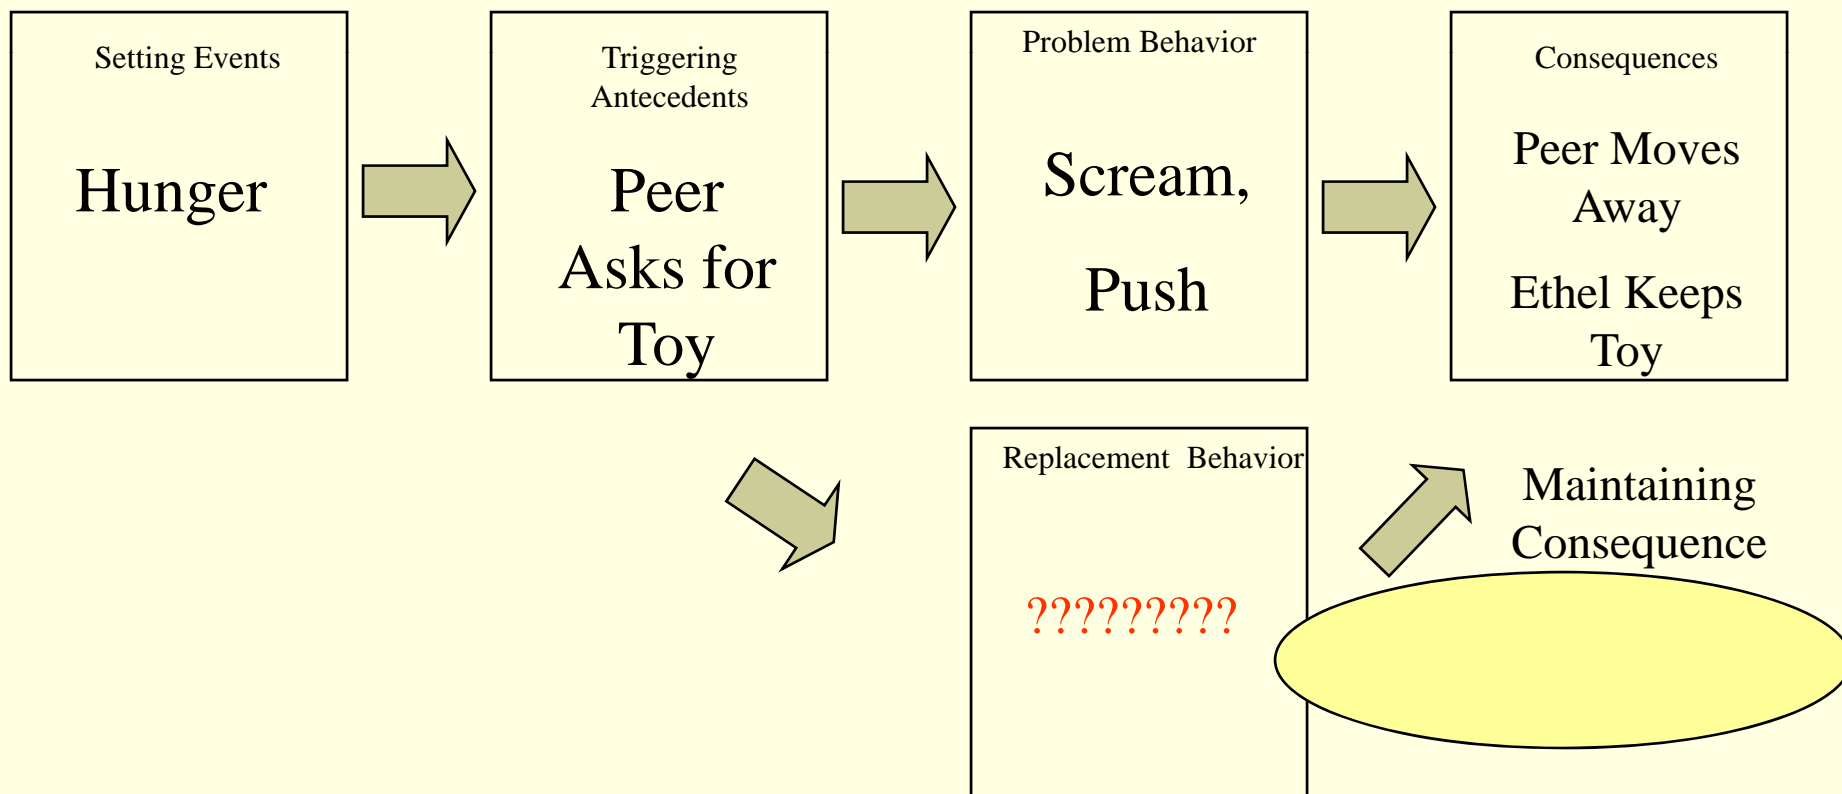 Setting Events
Hunger
Triggering
Antecedents
Peer
Asks for
Toy
Problem Behavior
Scream,
Push
Consequences
Peer Moves
Away
Ethel Keeps
Toy
Replacement Behavior
?????????
Maintaining
Consequence